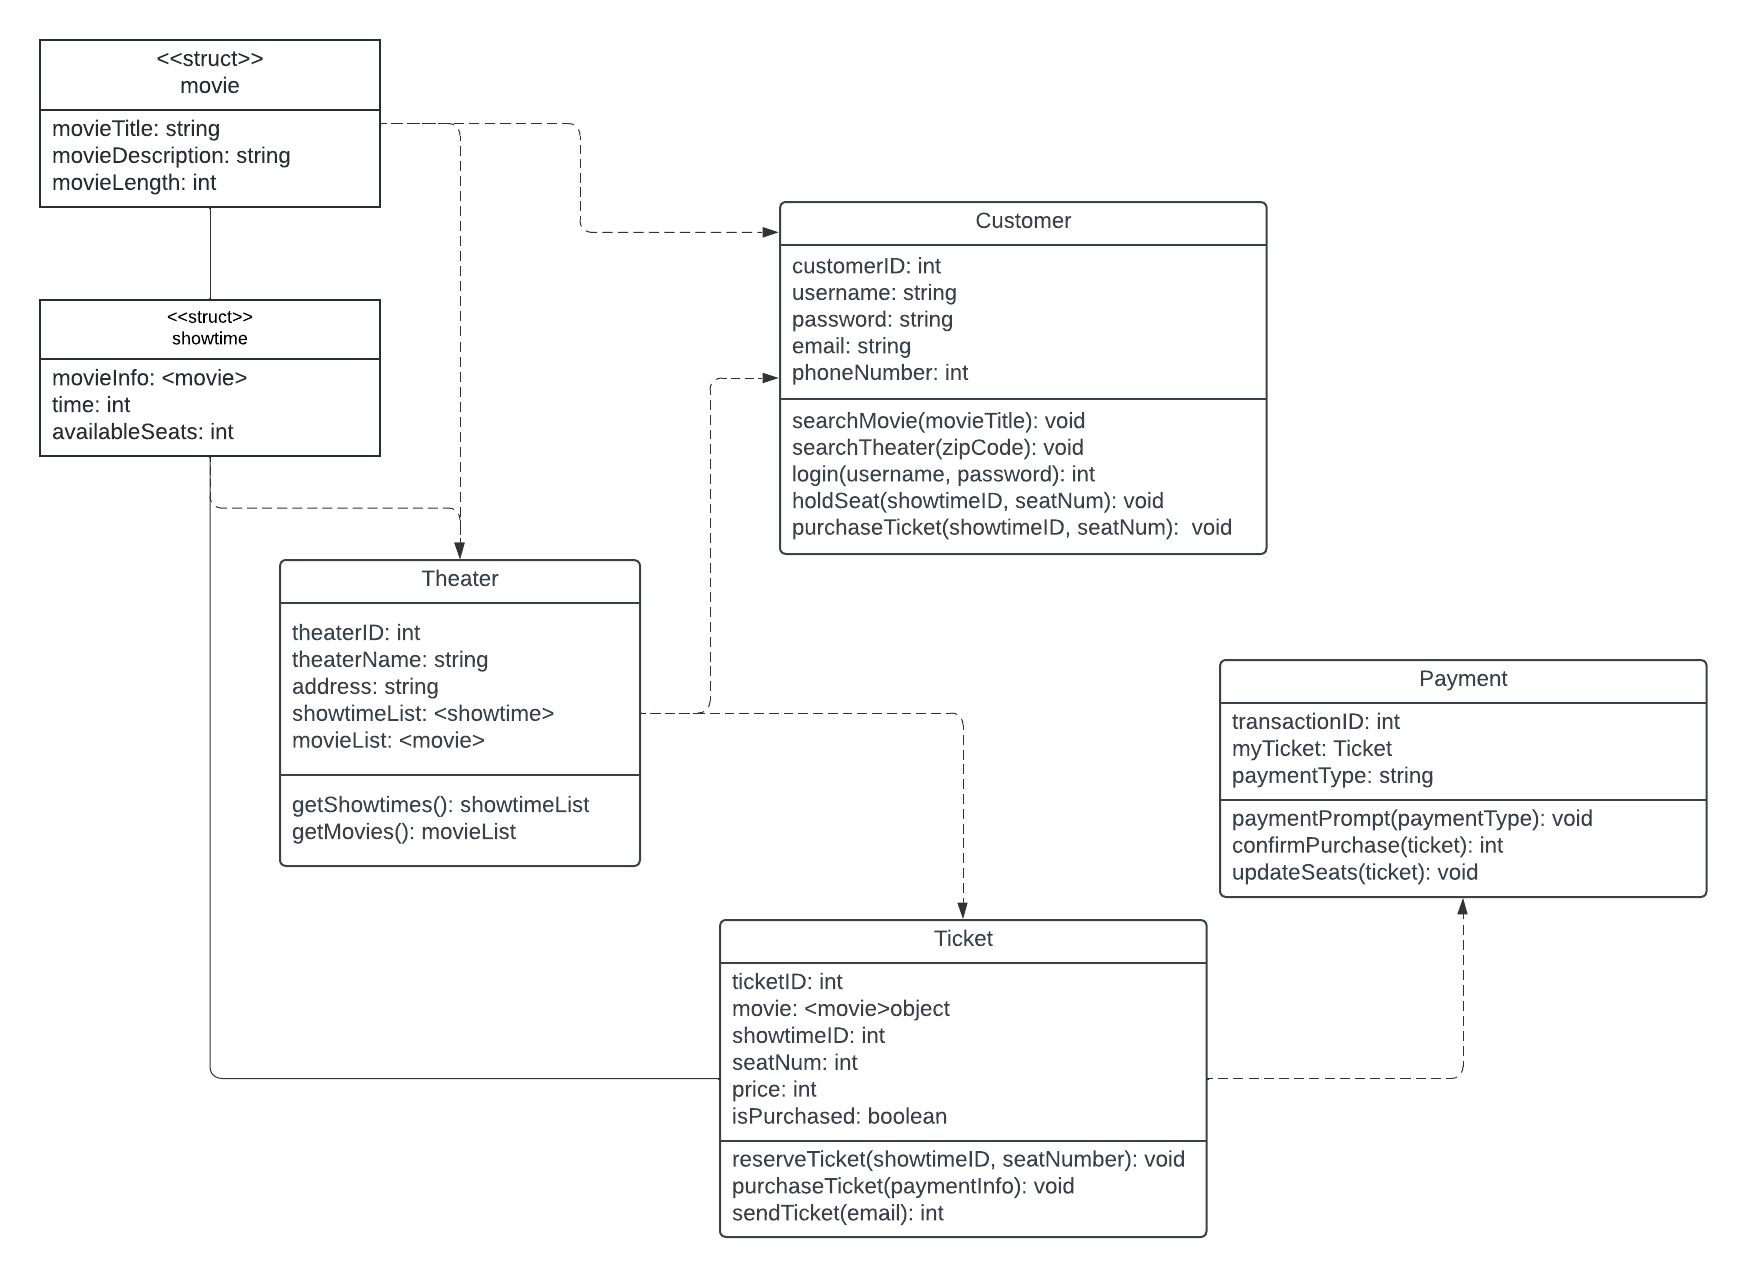 <<struct>>
movie
movieTitle: string
movieDescription: string
movieLength: int
<<struct>>
showtime
movieInfo: <movie>
time: int
availableSeats: int
Customer
customerID: int
username: string
password: string
email: string
phoneNumber: int
searchMovie(movieTitle): void
searchTheater(zipCode): void
login(username, password): int
holdSeat(showtimeID, seatNum): void
purchaseTicket(showtimeID, seatNum):  void
Theater
theaterID: int
theaterName: string
address: string
showtimeList: <showtime>
movieList: <movie>
getShowtimes(): showtimeList
getMovies(): movieList
Payment
transactionID: int
myTicket: Ticket
paymentType: string
paymentPrompt(paymentType): void
confirmPurchase(ticket): int
updateSeats(ticket): void
Ticket
ticketID: int
movie: <movie>object
showtimeID: int
seatNum: int
price: int
isPurchased: boolean
reserveTicket(showtimeID, seatNumber): void
purchaseTicket(paymentInfo): void
sendTicket(email): int